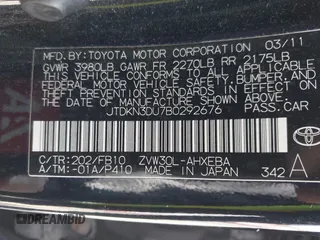 MFD.BY:TOYOTA MOTOR CORPORATION 03/11
GVWR 3980LB GAWR FR 2270LB RR 2175LB
THIS VEHICLE CONFORMS TO ALL APPLICABLE
FEDERAL MOTOR VEHICLE SAFETY, BUMPER, AND
THEFT PREVENTION STANDARDS IN EFFECT ON
THE DATE OF MANUFACTURE SHOWN ABOVE.
JTDKN3DU7B0292676 PASS.CAR
C/TR:202/FB10 ZVW30L-AHXEBA
A/TM:-01A/P410 MADE IN JAPAN 342 A
TOYOTA
DREAMBID